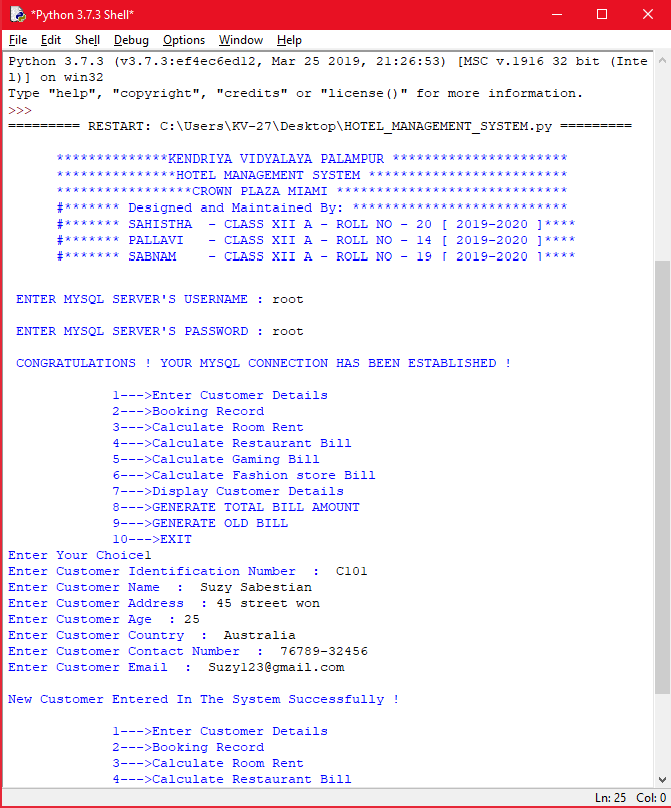 *Python 3.7.3 Shell*
File Edit Shell Debug Options Window Help
Python 3.7.3 (v3.7.3:ef4ec6ed12, Mar 25 2019, 21:26:53) [MSC v.1916 32 bit (Inte
l)] on win32
Type "help", "copyright", "credits" or "license()" for more information.
>>>
========= RESTART: C:\Users\KV-27\Desktop\HOTEL_MANAGEMENT_SYSTEM.py =========
**************KENDRIYA VIDYALAYA PALAMPUR **********************
***************HOTEL MANAGEMENT SYSTEM *************************
*****************CROWN PLAZA MIAMI *****************************
#******* Designed and Maintained By: ***************************
#******* SAHISTHA  - CLASS XII A - ROLL NO - 20 [ 2019-2020 ]****
#******* PALLAVI   - CLASS XII A - ROLL NO - 14 [ 2019-2020 ]****
#******* SABNAM    - CLASS XII A - ROLL NO - 19 [ 2019-2020 ]****
ENTER MYSQL SERVER'S USERNAME : root
ENTER MYSQL SERVER'S PASSWORD : root
CONGRATULATIONS ! YOUR MYSQL CONNECTION HAS BEEN ESTABLISHED !
1--->Enter Customer Details
2--->Booking Record
3--->Calculate Room Rent
4--->Calculate Restaurant Bill
5--->Calculate Gaming Bill
6--->Calculate Fashion store Bill
7--->Display Customer Details
8--->GENERATE TOTAL BILL AMOUNT
9--->GENERATE OLD BILL
10--->EXIT
Enter Your Choice1
Enter Customer Identification Number  :  C101
Enter Customer Name  :  Suzy Sabestian
Enter Customer Address  : 45 street won
Enter Customer Age : 25
Enter Customer Country  :  Australia
Enter Customer Contact Number  :  76789-32456
Enter Customer Email  :  Suzy123@gmail.com
New Customer Entered In The System Successfully !
1--->Enter Customer Details
2--->Booking Record
3--->Calculate Room Rent
4--->Calculate Restaurant Bill
Ln: 25 Col: 0